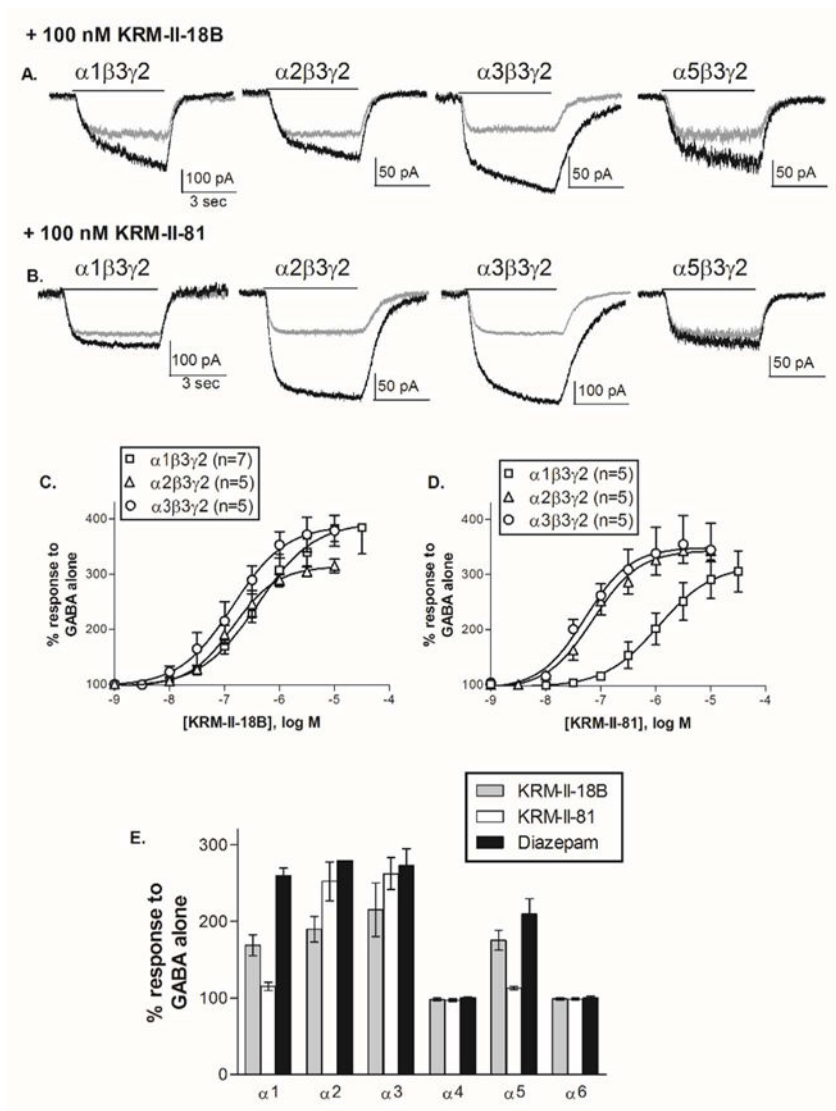 + 100 nM KRM-II-18B
A. α1β3γ2 α2β3γ2 α3β3γ2 α5β3γ2
100 pA 50 pA 50 pA 50 pA
3 sec
+ 100 nM KRM-II-81
B. α1β3γ2 α2β3γ2 α3β3γ2 α5β3γ2
100 pA 50 pA 100 pA 50 pA
3 sec
C.
α1β3γ2 (n=7)
α2β3γ2 (n=5)
α3β3γ2 (n=5)
% response to
GABA alone
400
300
200
100
-9 -8 -7 -6 -5 -4
[KRM-II-18B], log M
D.
α1β3γ2 (n=5)
α2β3γ2 (n=5)
α3β3γ2 (n=5)
% response to
GABA alone
400
300
200
100
-9 -8 -7 -6 -5 -4
[KRM-II-81], log M
E.
KRM-II-18B
KRM-II-81
Diazepam
% response to
GABA alone
300
200
100
0
α1 α2 α3 α4 α5 α6